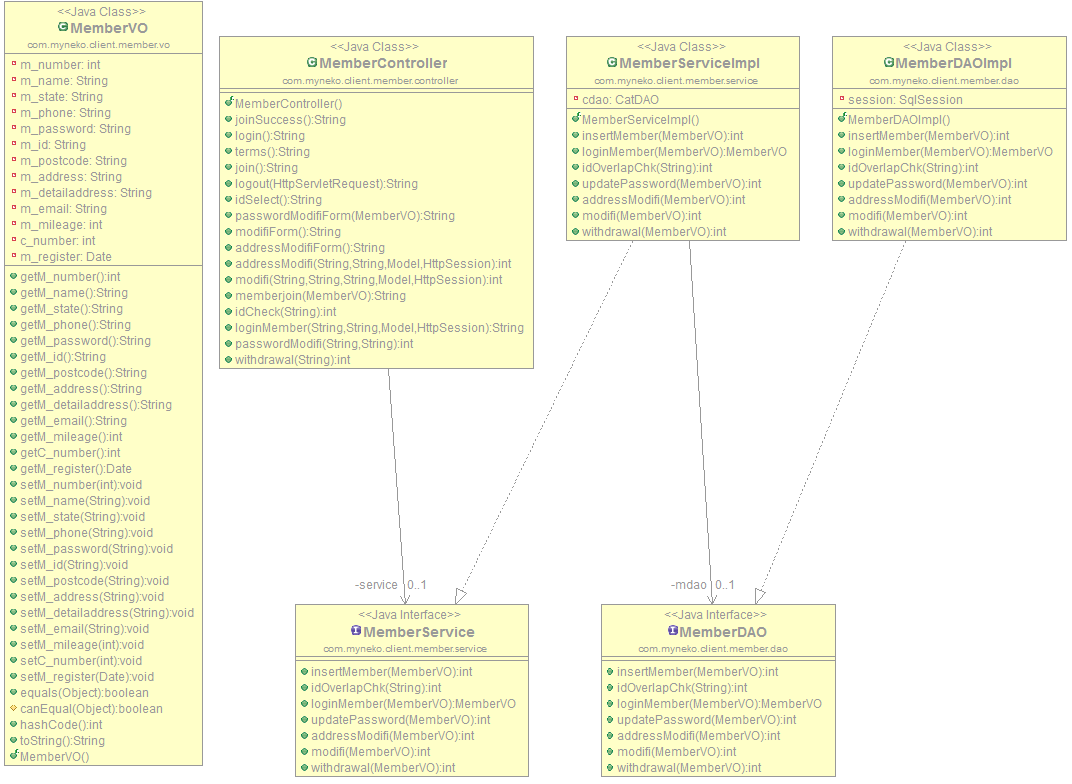 <<Java Class>>
MemberVO
com.myneko.client.member.vo
m_number: int
m_name: String
m_state: String
m_phone: String
m_password: String
m_id: String
m_postcode: String
m_address: String
m_detailaddress: String
m_email: String
m_mileage: int
c_number: int
m_register: Date
getM_number():int
getM_name():String
getM_state():String
getM_phone():String
getM_password():String
getM_id():String
getM_postcode():String
getM_address():String
getM_detailaddress():String
getM_email():String
getM_mileage():int
getC_number():int
getM_register():Date
setM_number(int):void
setM_name(String):void
setM_state(String):void
setM_phone(String):void
setM_password(String):void
setM_id(String):void
setM_postcode(String):void
setM_address(String):void
setM_detailaddress(String):void
setM_email(String):void
setM_mileage(int):void
setC_number(int):void
setM_register(Date):void
equals(Object):boolean
canEqual(Object):boolean
hashCode():int
toString():String
MemberVO()
<<Java Class>>
MemberController
com.myneko.client.member.controller
MemberController()
joinSuccess():String
login():String
terms():String
join():String
logout(HttpServletRequest):String
idSelect():String
passwordModifiForm(MemberVO):String
modifiForm():String
addressModifiForm():String
addressModifi(String,String,Model,HttpSession):int
modifi(String,String,String,Model,HttpSession):int
memberjoin(MemberVO):String
idCheck(String):int
loginMember(String,String,Model,HttpSession):String
passwordModifi(String,String):int
withdrawal(String):int
<<Java Class>>
MemberServiceImpl
com.myneko.client.member.service
cdao: CatDAO
MemberServiceImpl()
insertMember(MemberVO):int
loginMember(MemberVO):MemberVO
idOverlapChk(String):int
updatePassword(MemberVO):int
addressModifi(MemberVO):int
modifi(MemberVO):int
withdrawal(MemberVO):int
<<Java Class>>
MemberDAOImpl
com.myneko.client.member.dao
session: SqlSession
MemberDAOImpl()
insertMember(MemberVO):int
loginMember(MemberVO):MemberVO
idOverlapChk(String):int
updatePassword(MemberVO):int
addressModifi(MemberVO):int
modifi(MemberVO):int
withdrawal(MemberVO):int
-service 0..1
-mdao 0..1
<<Java Interface>>
MemberService
com.myneko.client.member.service
insertMember(MemberVO):int
idOverlapChk(String):int
loginMember(MemberVO):MemberVO
updatePassword(MemberVO):int
addressModifi(MemberVO):int
modifi(MemberVO):int
withdrawal(MemberVO):int
<<Java Interface>>
MemberDAO
com.myneko.client.member.dao
insertMember(MemberVO):int
idOverlapChk(String):int
loginMember(MemberVO):MemberVO
updatePassword(MemberVO):int
addressModifi(MemberVO):int
modifi(MemberVO):int
withdrawal(MemberVO):int